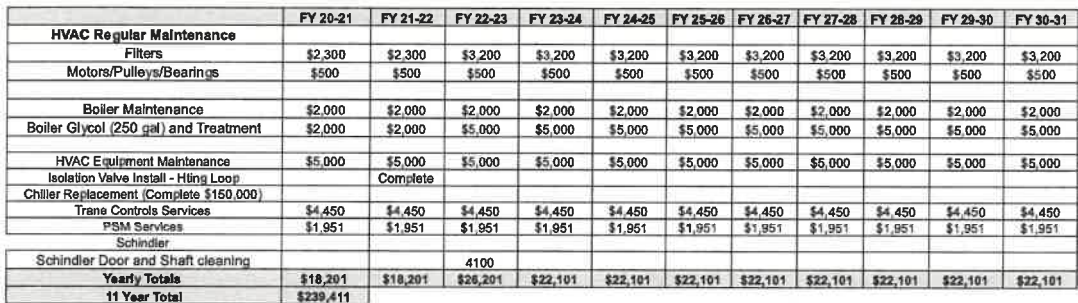 FY 20-21 FY 21-22 FY 22-23 FY 23-24 FY 24-25 FY 25-26 FY 26-27 FY 27-28 FY 28-29 FY 29-30 FY 30-31
HVAC Regular Maintenance
Filters $2,300 $2,300 $3,200 $3,200 $3,200 $3,200 $3,200 $3,200 $3,200 $3,200 $3,200
Motors/Pulleys/Bearings $500 $500 $500 $500 $500 $500 $500 $500 $500 $500 $500
Boiler Maintenance $2,000 $2,000 $2,000 $2,000 $2,000 $2,000 $2,000 $2,000 $2,000 $2,000 $2,000
Boiler Glycol (250 gal) and Treatment $2,000 $2,000 $5,000 $5,000 $5,000 $5,000 $5,000 $5,000 $5,000 $5,000 $5,000
HVAC Equipment Maintenance $5,000 $5,000 $5,000 $5,000 $5,000 $5,000 $5,000 $5,000 $5,000 $5,000 $5,000
Isolation Valve Install - Hting Loop Complete
Chiller Replacement (Complete $150,000)
Trane Controls Services $4,450 $4,450 $4,450 $4,450 $4,450 $4,450 $4,450 $4,450 $4,450 $4,450 $4,450
PSM Services $1,951 $1,951 $1,951 $1,951 $1,951 $1,951 $1,951 $1,951 $1,951 $1,951 $1,951
Schindler
Schindler Door and Shaft cleaning 4100
Yearly Totals $18,201 $18,201 $26,201 $22,101 $22,101 $22,101 $22,101 $22,101 $22,101 $22,101 $22,101
11 Year Total $239,411